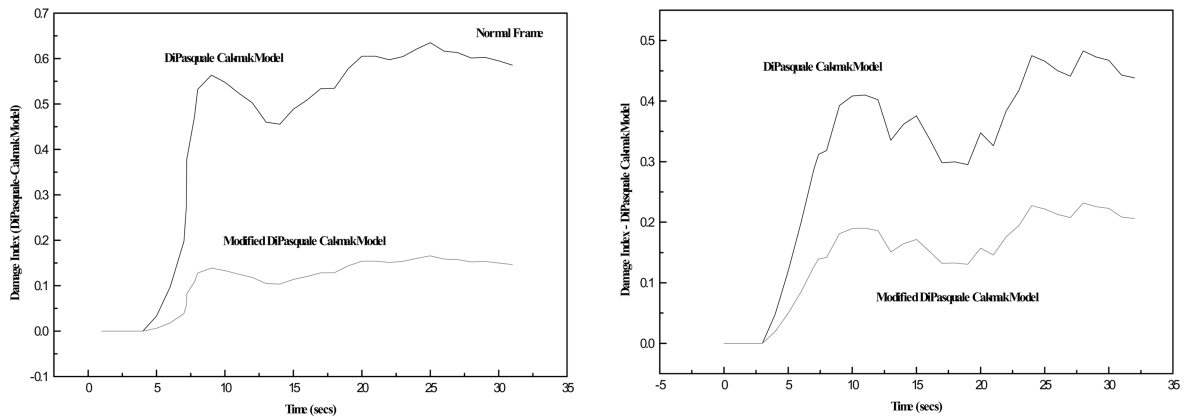 0.7
0.6
0.5
0.4
0.3
0.2
0.1
0.0
-0.1
Damage Index (DiPasquale-CakmakModel)
Normal Frame
DiPasquale CakmakModel
Modified DiPasquale CakmakModel
0 5 10 15 20 25 30 35
Time (secs)
0.5
0.4
0.3
0.2
0.1
0.0
Damage Index - DiPasquale CakmakModel
DiPasquale CakmakModel
Modified DiPasquale CakmakModel
-5 0 5 10 15 20 25 30 35
Time (secs)